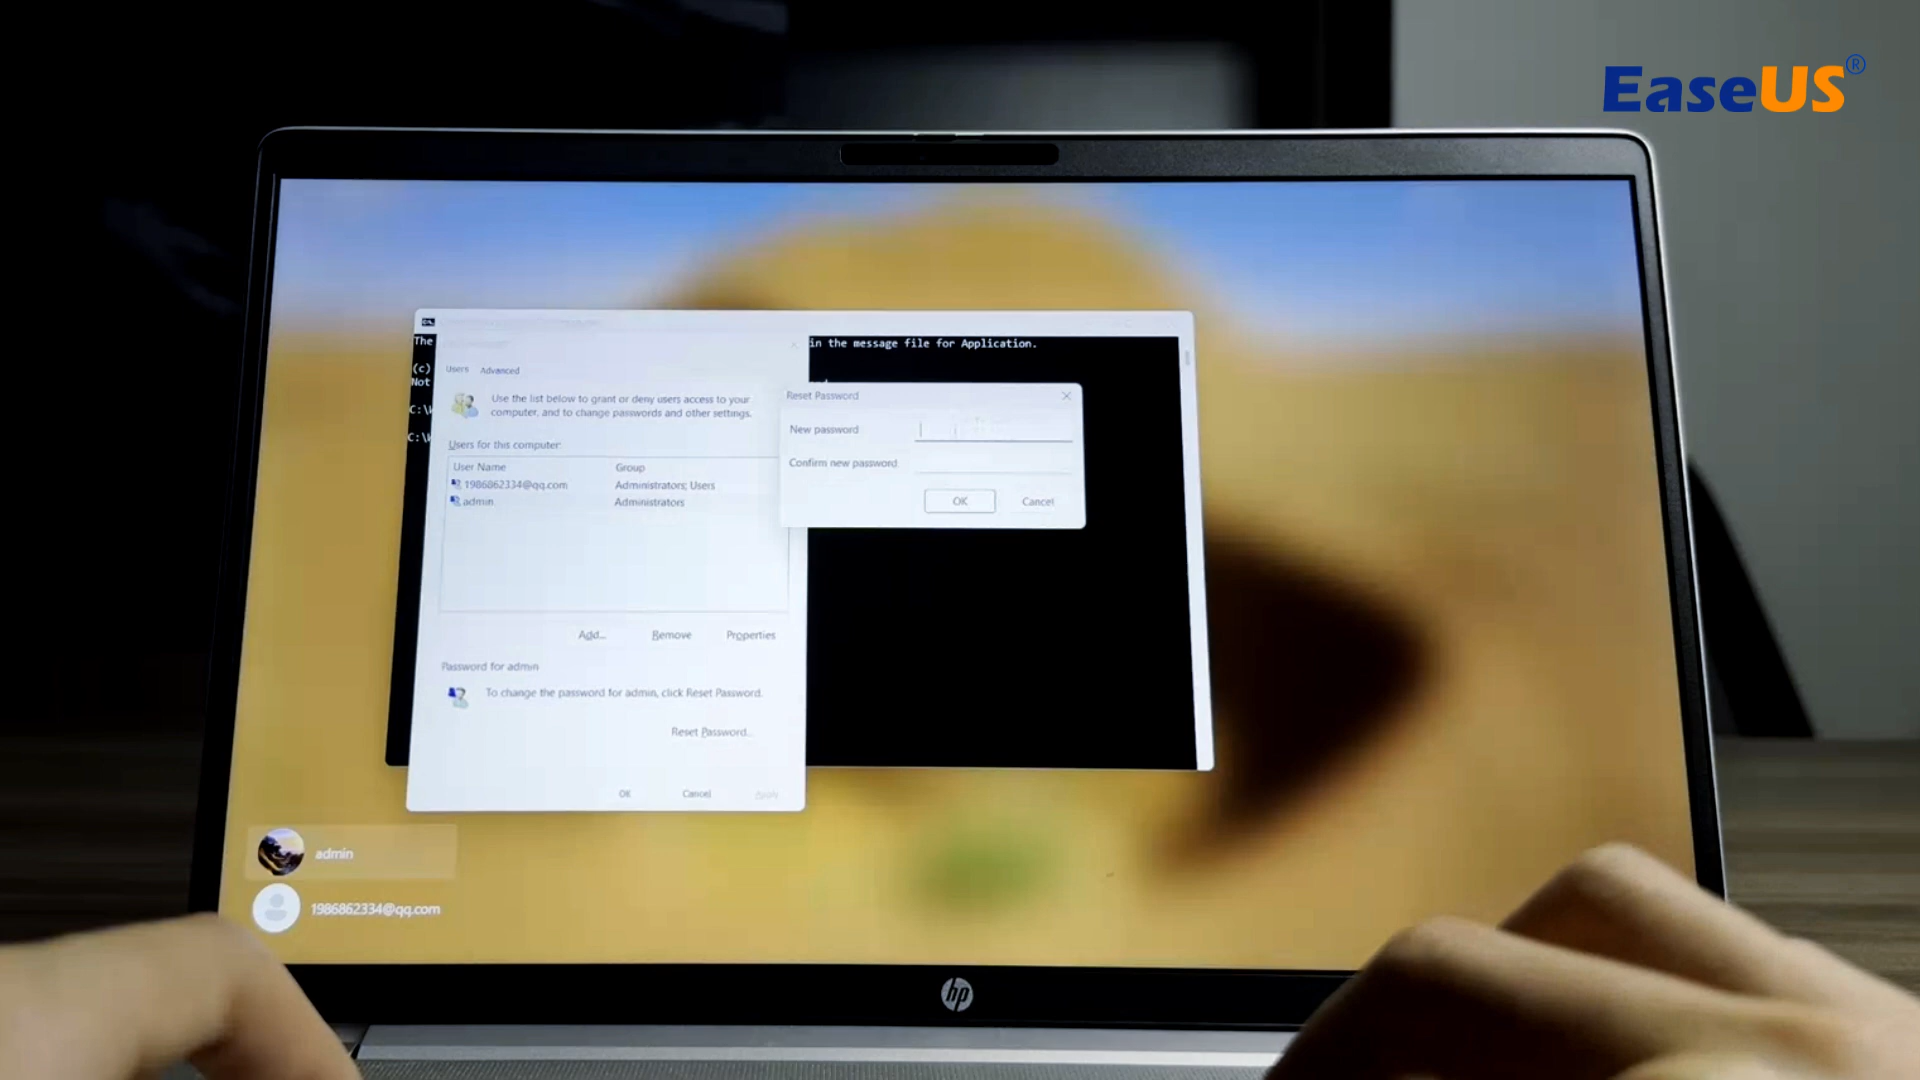 EaseUS®
The
in the message file for Application.
(c)
Not
Users
Advanced
Use the list below to grant or deny users access to your
computer, and to change passwords and other settings.
Users for this computer:
User Name
Group
1986862334@qq.com
Administrators; Users
admin
Administrators
Add...
Remove
Properties
Password for admin
To change the password for admin, click Reset Password.
Reset Password...
OK
Cancel
Apply
Reset Password
New password
Confirm new password
OK
Cancel
admin
1986862334@qq.com
hp